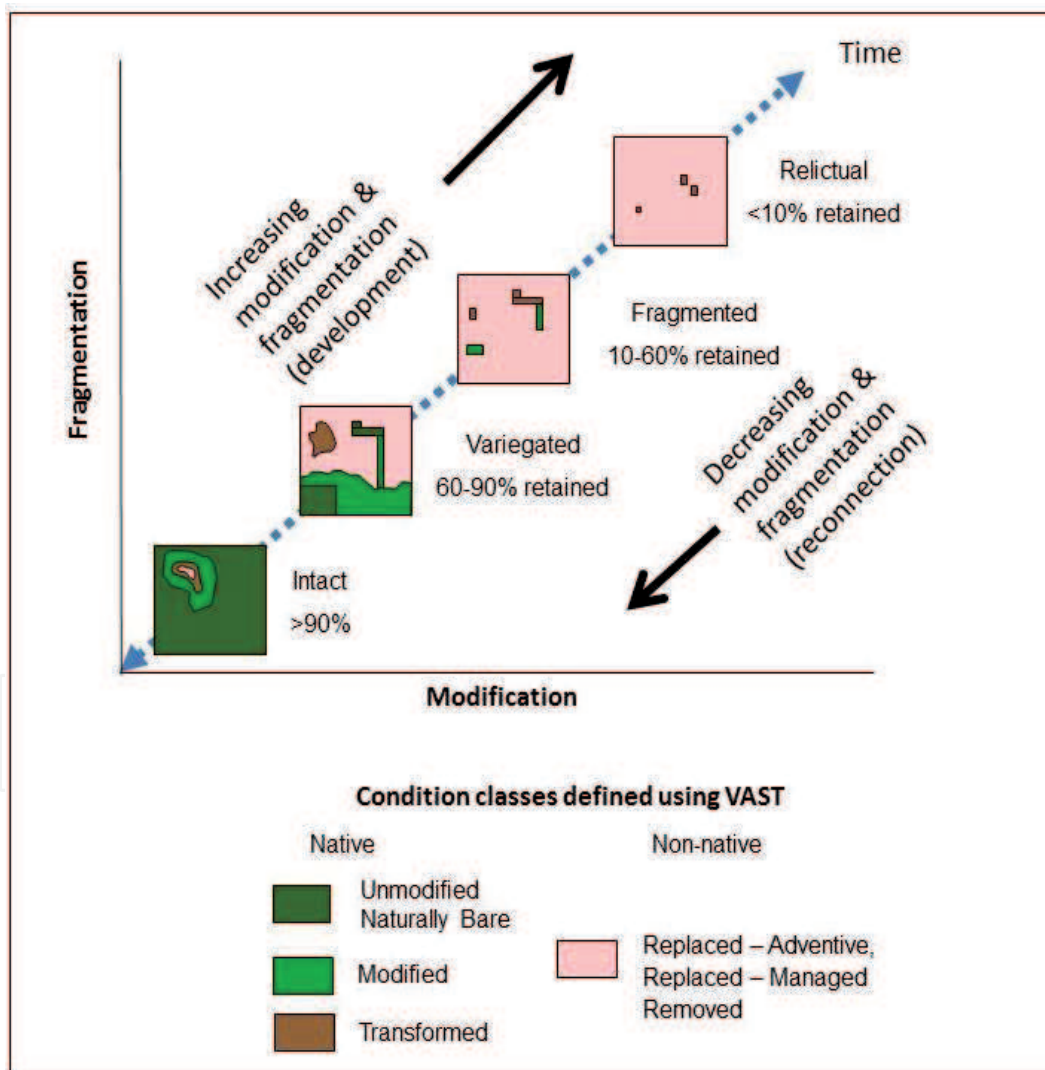 Time
Increasing
modification &
fragmentation
(development)
Relictual
<10% retained
Fragmented
10-60% retained
Variegated
60-90% retained
Intact
>90%
Decreasing
modification &
fragmentation
(reconnection)
Fragmentation
Modification
Condition classes defined using VAST
Native
Unmodified
Naturally Bare
Modified
Transformed
Non-native
Replaced – Adventive,
Replaced – Managed
Removed